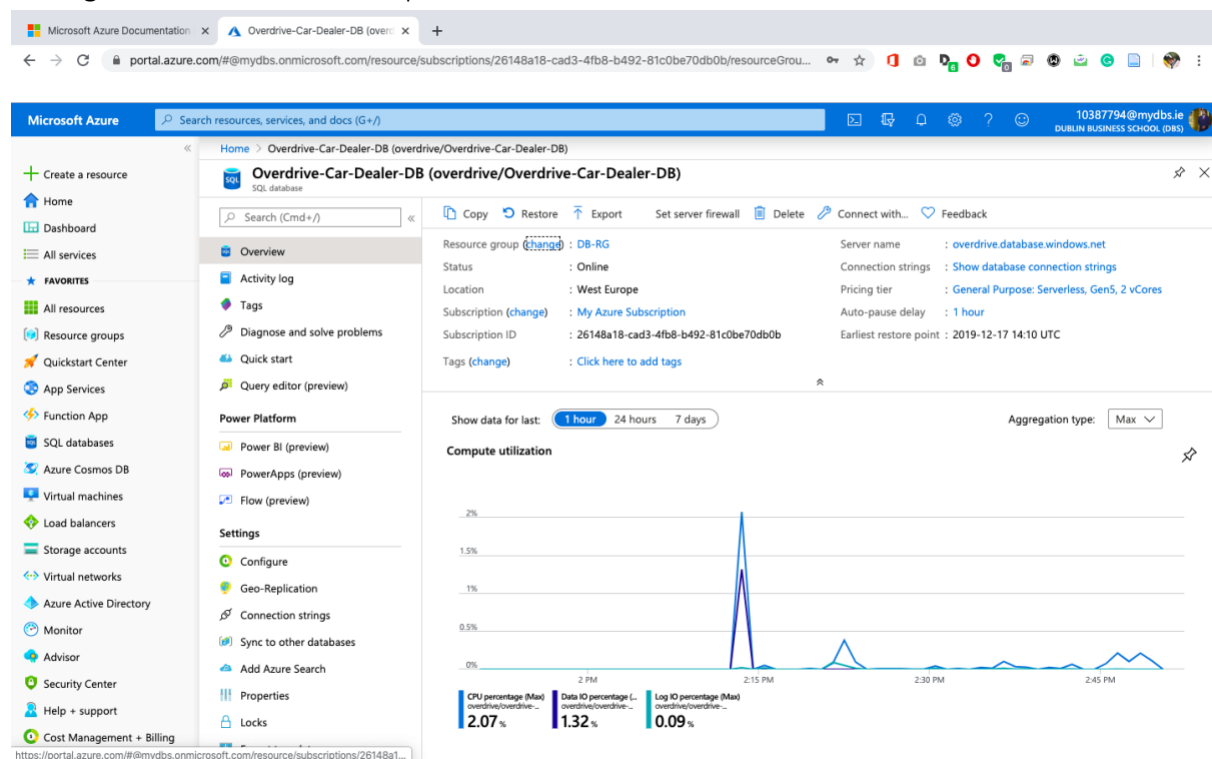 Microsoft Azure Documentation
Overdrive-Car-Dealer-DB (overd
portal.azure.com/#@mydbs.onmicrosoft.com/resource/subscriptions/26148a18-cad3-4fb8-b492-81c0be70db0b/resourceGrou...
Microsoft Azure
Search resources, services, and docs (G+/)
10387794@mydbs.ie
DUBLIN BUSINESS SCHOOL (DBS)
Create a resource
Home
Dashboard
All services
FAVORITES
All resources
Resource groups
Quickstart Center
App Services
Function App
SQL databases
Azure Cosmos DB
Virtual machines
Load balancers
Storage accounts
Virtual networks
Azure Active Directory
Monitor
Advisor
Security Center
Help + support
Cost Management + Billing
https://portal.azure.com/#@mydbs.onmicrosoft.com/resource/subscriptions/26148a1...
Home > Overdrive-Car-Dealer-DB (overdrive/Overdrive-Car-Dealer-DB)
Overdrive-Car-Dealer-DB (overdrive/Overdrive-Car-Dealer-DB)
SQL database
Search (Cmd+/)
Overview
Activity log
Tags
Diagnose and solve problems
Quick start
Query editor (preview)
Power Platform
Power BI (preview)
PowerApps (preview)
Flow (preview)
Settings
Configure
Geo-Replication
Connection strings
Sync to other databases
Add Azure Search
Properties
Locks
Copy Restore Export Set server firewall Delete Connect with... Feedback
Resource group (change) : DB-RG
Status : Online
Location : West Europe
Subscription (change) : My Azure Subscription
Subscription ID : 26148a18-cad3-4fb8-b492-81c0be70db0b
Tags (change) : Click here to add tags
Server name : overdrive.database.windows.net
Connection strings : Show database connection strings
Pricing tier : General Purpose: Serverless, Gen5, 2 vCores
Auto-pause delay : 1 hour
Earliest restore point : 2019-12-17 14:10 UTC
Show data for last: 1 hour 24 hours 7 days
Aggregation type: Max
Compute utilization
2%
1.5%
1%
0.5%
0%
2 PM 2:15 PM 2:30 PM 2:45 PM
CPU percentage (Max)
overdrive/overdrive-...
2.07 %
Data IO percentage (...
overdrive/overdrive-...
1.32 %
Log IO percentage (Max)
overdrive/overdrive-...
0.09 %